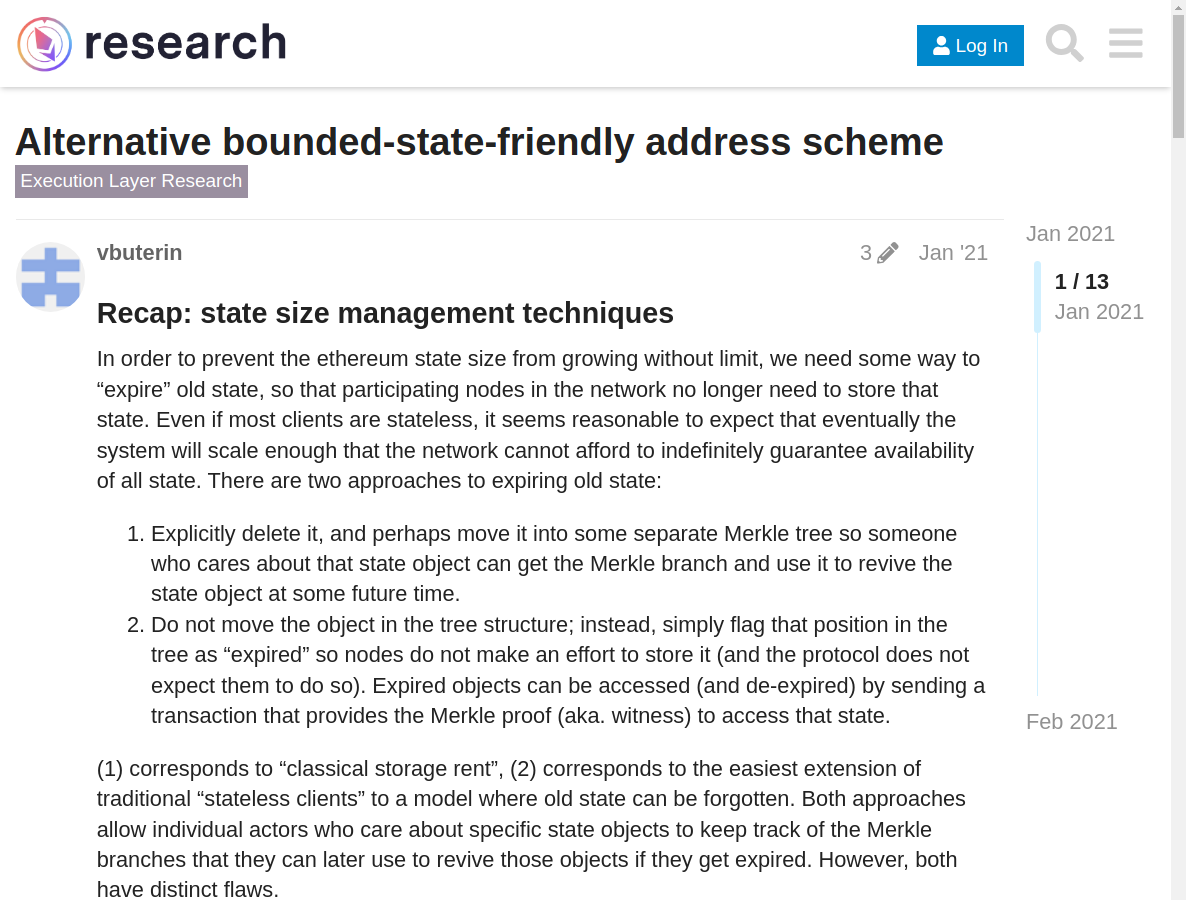 research
Log In
Alternative bounded-state-friendly address scheme
Execution Layer Research
vbuterin
3
Jan '21
Jan 2021
1 / 13
Jan 2021
Feb 2021
Recap: state size management techniques
In order to prevent the ethereum state size from growing without limit, we need some way to
“expire” old state, so that participating nodes in the network no longer need to store that
state. Even if most clients are stateless, it seems reasonable to expect that eventually the
system will scale enough that the network cannot afford to indefinitely guarantee availability
of all state. There are two approaches to expiring old state:
1. Explicitly delete it, and perhaps move it into some separate Merkle tree so someone
who cares about that state object can get the Merkle branch and use it to revive the
state object at some future time.
2. Do not move the object in the tree structure; instead, simply flag that position in the
tree as “expired” so nodes do not make an effort to store it (and the protocol does not
expect them to do so). Expired objects can be accessed (and de-expired) by sending a
transaction that provides the Merkle proof (aka. witness) to access that state.
(1) corresponds to “classical storage rent”, (2) corresponds to the easiest extension of
traditional “stateless clients” to a model where old state can be forgotten. Both approaches
allow individual actors who care about specific state objects to keep track of the Merkle
branches that they can later use to revive those objects if they get expired. However, both
have distinct flaws.